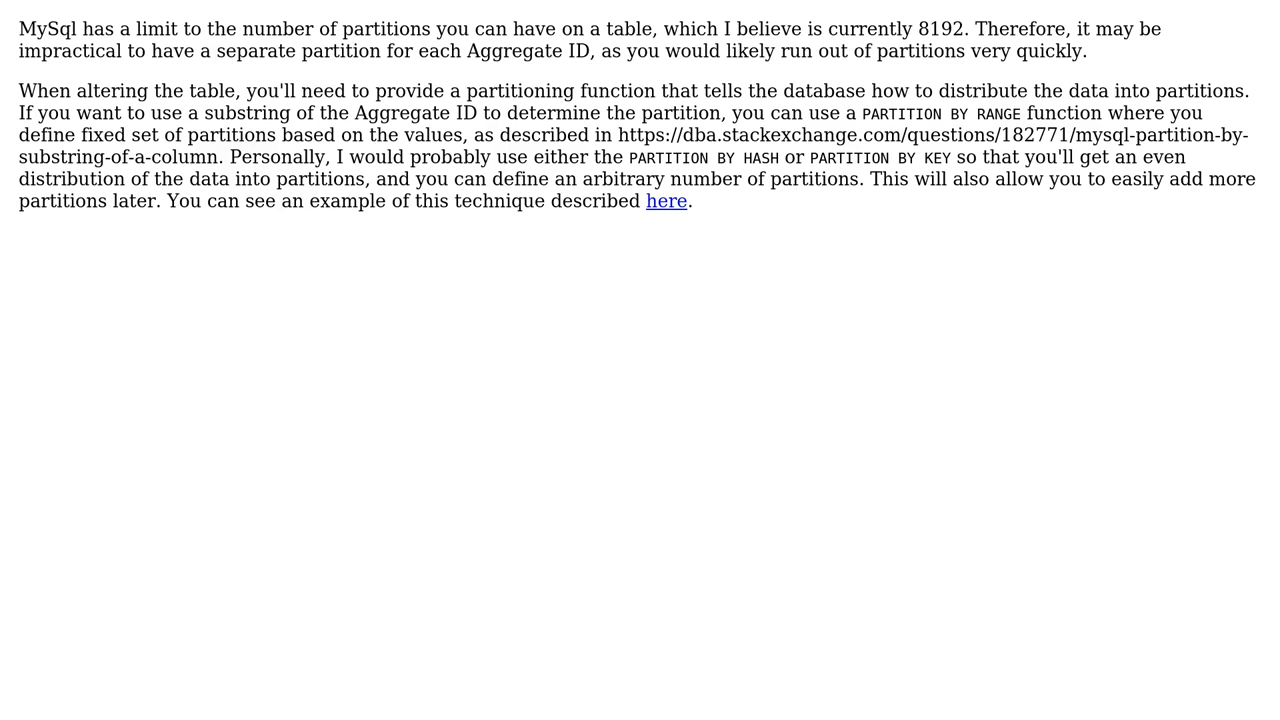 MySql has a limit to the number of partitions you can have on a table, which I believe is currently 8192. Therefore, it may be
impractical to have a separate partition for each Aggregate ID, as you would likely run out of partitions very quickly.
When altering the table, you'll need to provide a partitioning function that tells the database how to distribute the data into partitions.
If you want to use a substring of the Aggregate ID to determine the partition, you can use a PARTITION BY RANGE function where you
define fixed set of partitions based on the values, as described in https://dba.stackexchange.com/questions/182771/mysql-partition-by-
substring-of-a-column. Personally, I would probably use either the PARTITION BY HASH or PARTITION BY KEY so that you'll get an even
distribution of the data into partitions, and you can define an arbitrary number of partitions. This will also allow you to easily add more
partitions later. You can see an example of this technique described here.